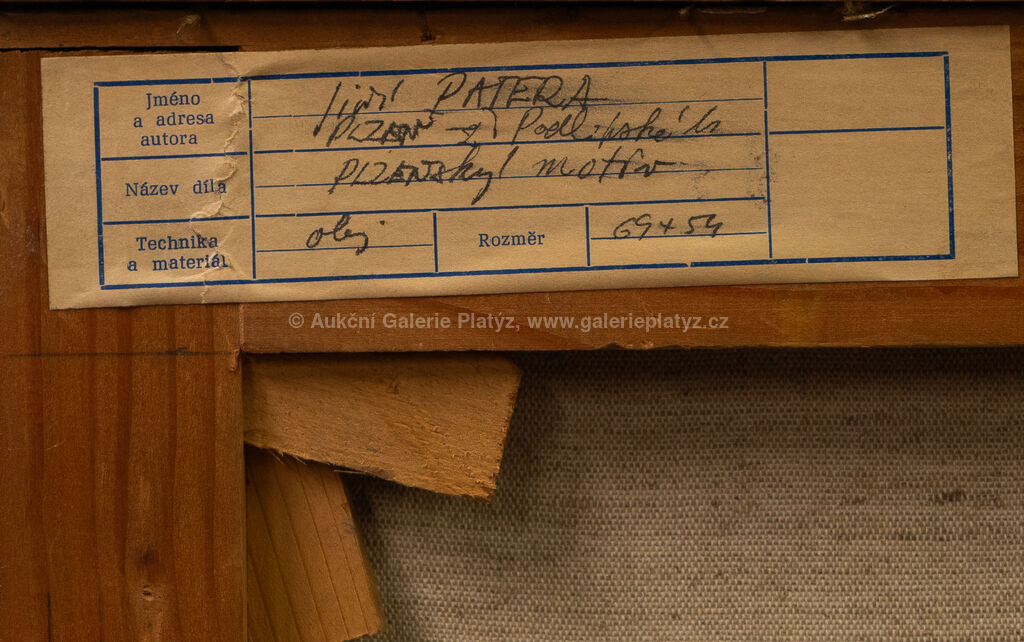 Jméno
a adresa
autora
Jiří PATERA
PLZEŇ
Název díla
PLZEŇSKÝ motiv
Technika
a materiál
olej
Rozměr
69 x 54
© Aukční Galerie Platýz, www.galerieplatyz.cz